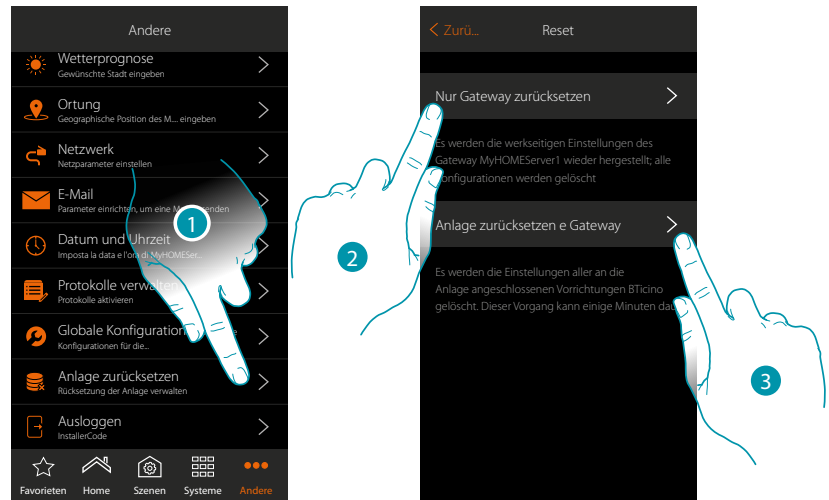 Andere
Wetterprognose
Gewünschte Stadt eingeben
Ortung
Geographische Position des M.... eingeben
Netzwerk
Netzparameter einstellen
E-Mail
Parameter einrichten, um eine M senden
1
Datum und Uhrzeit
Imposta la data e l'ora di MyHOMESer...
Protokolle verwalten
Protokolle aktivieren
Globale Konfiguration
Konfigurationen für die...
Anlage zurücksetzen
Rücksetzung der Anlage verwalten
Ausloggen
InstallerCode
Favoriten
Home
Szenen
Systeme
Andere
Zurü...
Reset
Nur Gateway zurücksetzen
Es werden die werkseitigen Einstellungen des
Gateway MyHOMEServer1 wieder hergestellt; alle
Konfigurationen werden gelöscht
2
Anlage zurücksetzen e Gateway
Es werden die Einstellungen aller an die
Anlage angeschlossenen Vorrichtungen BTicino
gelöscht. Dieser Vorgang kann einige Minuten dau
3